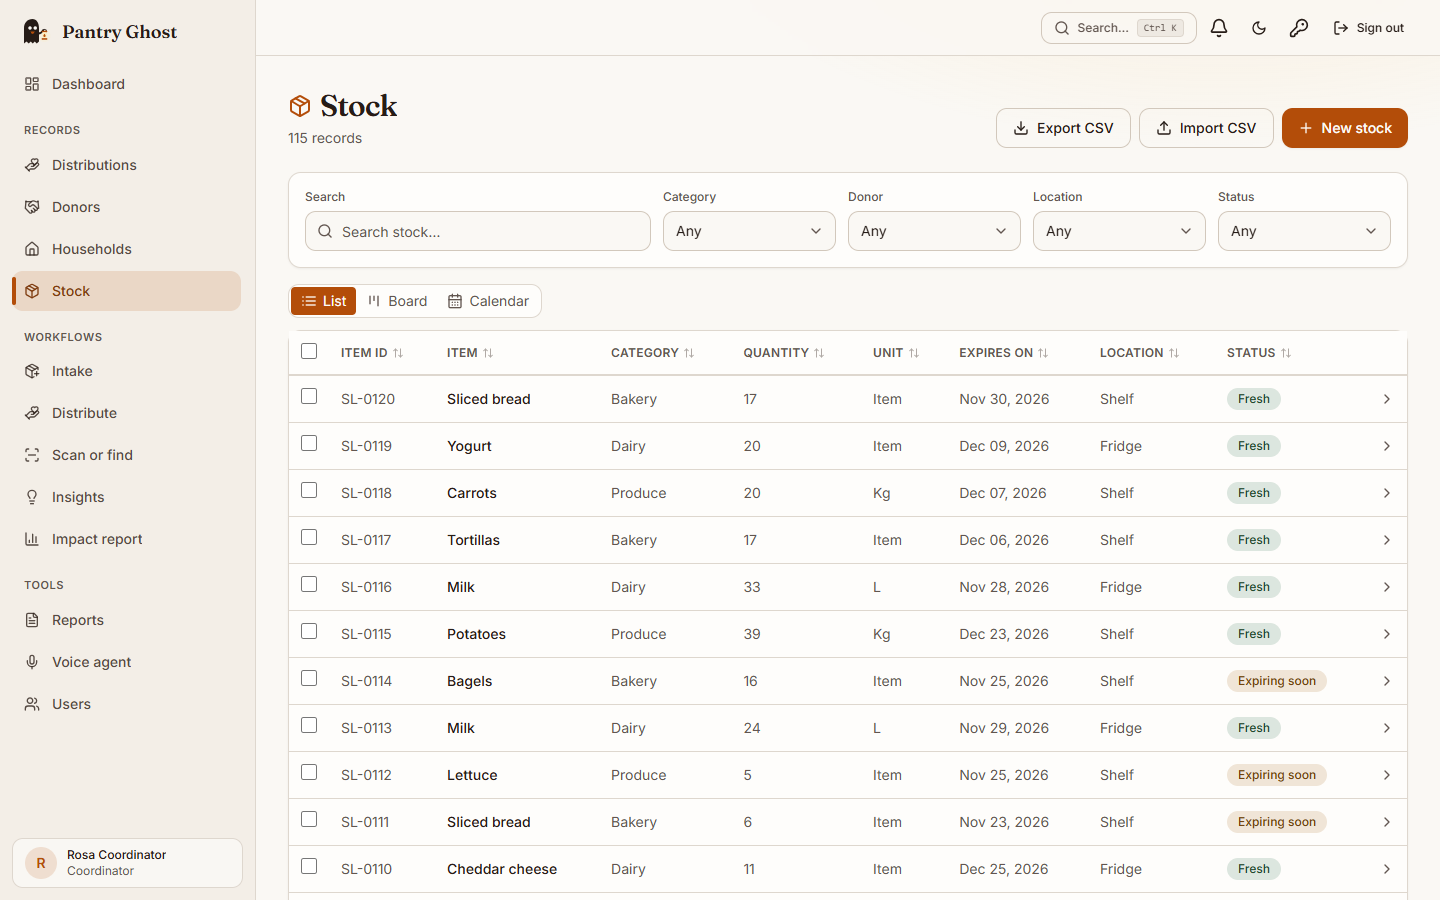 Pantry Ghost
Search... Ctrl K
Sign out
Dashboard
RECORDS
Distributions
Donors
Households
Stock
WORKFLOWS
Intake
Distribute
Scan or find
Insights
Impact report
TOOLS
Reports
Voice agent
Users
R
Rosa Coordinator
Coordinator
Stock
115 records
Export CSV
Import CSV
New stock
Search Category Donor Location Status
Search stock... Any Any Any Any
List Board Calendar
ITEM ID ITEM CATEGORY QUANTITY UNIT EXPIRES ON LOCATION STATUS
SL-0120 Sliced bread Bakery 17 Item Nov 30, 2026 Shelf Fresh
SL-0119 Yogurt Dairy 20 Item Dec 09, 2026 Fridge Fresh
SL-0118 Carrots Produce 20 Kg Dec 07, 2026 Shelf Fresh
SL-0117 Tortillas Bakery 17 Item Dec 06, 2026 Shelf Fresh
SL-0116 Milk Dairy 33 L Nov 28, 2026 Fridge Fresh
SL-0115 Potatoes Produce 39 Kg Dec 23, 2026 Shelf Fresh
SL-0114 Bagels Bakery 16 Item Nov 25, 2026 Shelf Expiring soon
SL-0113 Milk Dairy 24 L Nov 29, 2026 Fridge Fresh
SL-0112 Lettuce Produce 5 Item Nov 25, 2026 Shelf Expiring soon
SL-0111 Sliced bread Bakery 6 Item Nov 23, 2026 Shelf Expiring soon
SL-0110 Cheddar cheese Dairy 11 Item Dec 25, 2026 Fridge Fresh